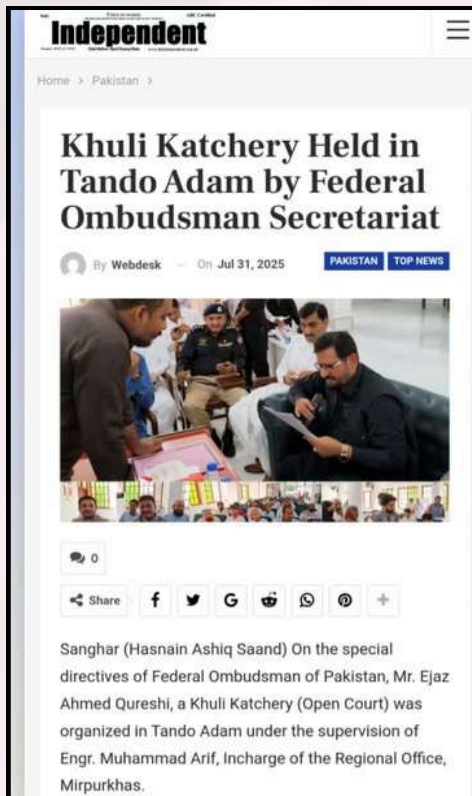 Independent
Home > Pakistan >
Khuli Katchery Held in
Tando Adam by Federal
Ombudsman Secretariat
By Webdesk — On Jul 31, 2025 PAKISTAN TOP NEWS
0
Share
Sanghar (Hasnain Ashiq Saand) On the special
directives of Federal Ombudsman of Pakistan, Mr. Ejaz
Ahmed Qureshi, a Khuli Katchery (Open Court) was
organized in Tando Adam under the supervision of
Engr. Muhammad Arif, Incharge of the Regional Office,
Mirpurkhas.